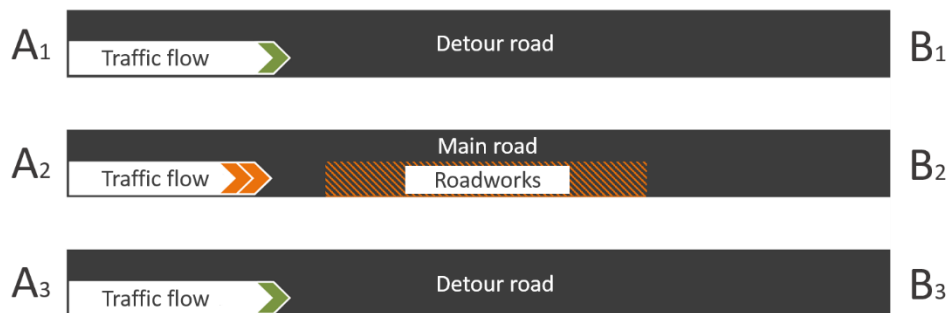 A1
Traffic flow
Detour road
B1
A2
Traffic flow
Main road
Roadworks
B2
A3
Traffic flow
Detour road
B3